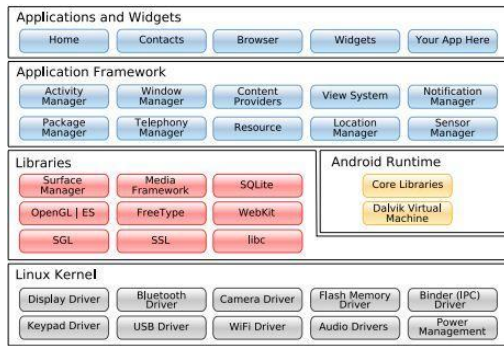 Applications and Widgets
Home Contacts Browser Widgets Your App Here
Application Framework
Activity Manager Window Manager Content Providers View System Notification Manager
Package Manager Telephony Manager Resource Location Manager Sensor Manager
Libraries
Surface Manager Media Framework SQLite
OpenGL | ES FreeType WebKit
SGL SSL libc
Android Runtime
Core Libraries
Dalvik Virtual Machine
Linux Kernel
Display Driver Bluetooth Driver Camera Driver Flash Memory Driver Binder (IPC) Driver
Keypad Driver USB Driver WiFi Driver Audio Drivers Power Management